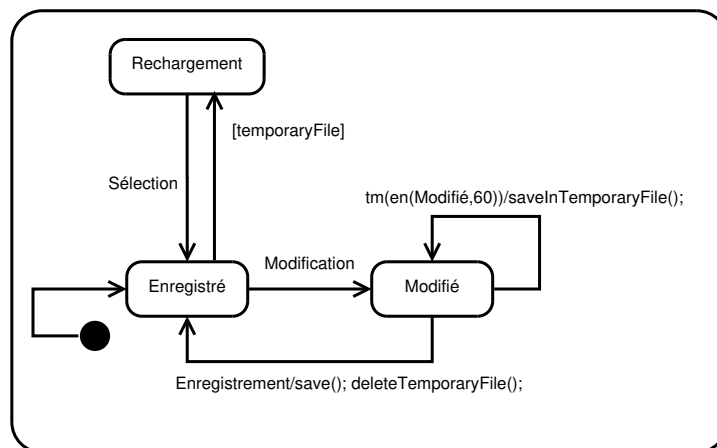 Rechargement
[temporaryFile]
Sélection
tm(en(Modifié,60))/saveInTemporaryFile();
Modification
Enregistré
Modifié
Enregistrement/save(); deleteTemporaryFile();